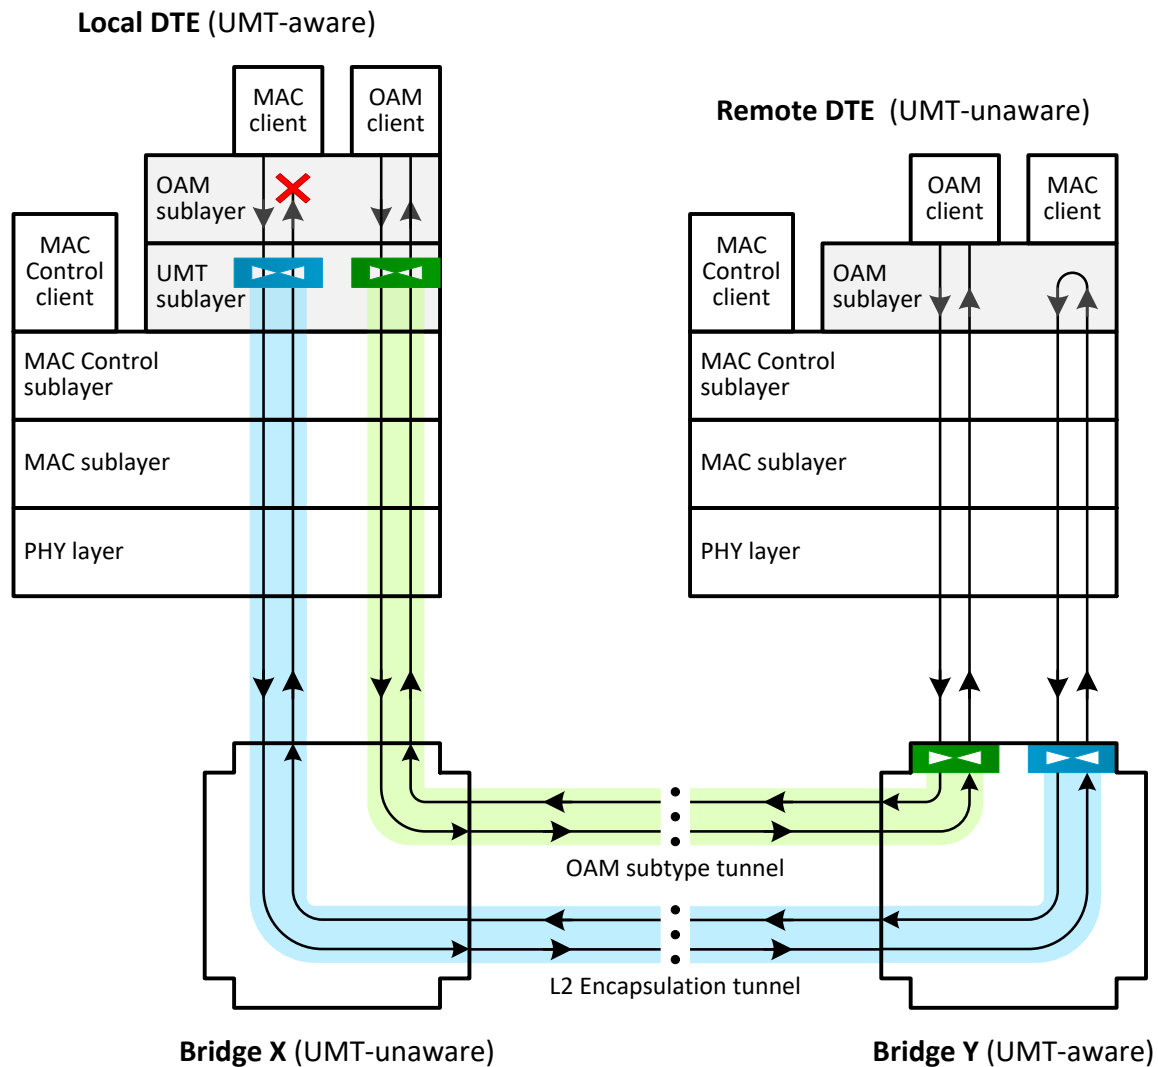 Local DTE (UMT-aware)
MAC
client
OAM
client
OAM
sublayer
MAC
Control
client
UMT
sublayer
MAC Control
sublayer
MAC sublayer
PHY layer
Remote DTE (UMT-unaware)
OAM
client
MAC
client
MAC
Control
client
OAM
sublayer
MAC Control
sublayer
MAC sublayer
PHY layer
OAM subtype tunnel
L2 Encapsulation tunnel
Bridge X (UMT-unaware)
Bridge Y (UMT-aware)